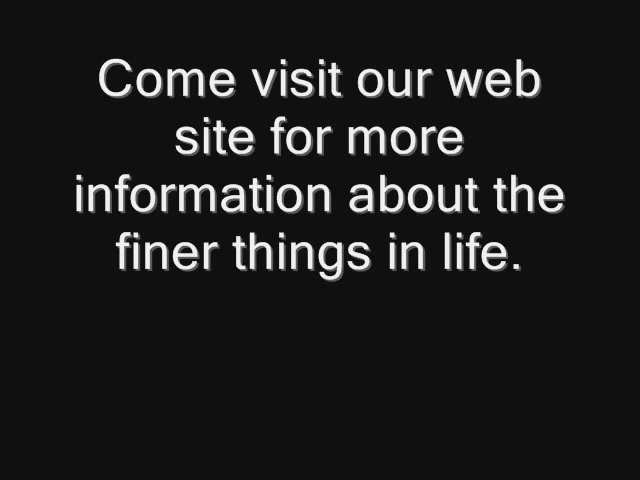 Come visit our web
site for more
information about the
finer things in life.